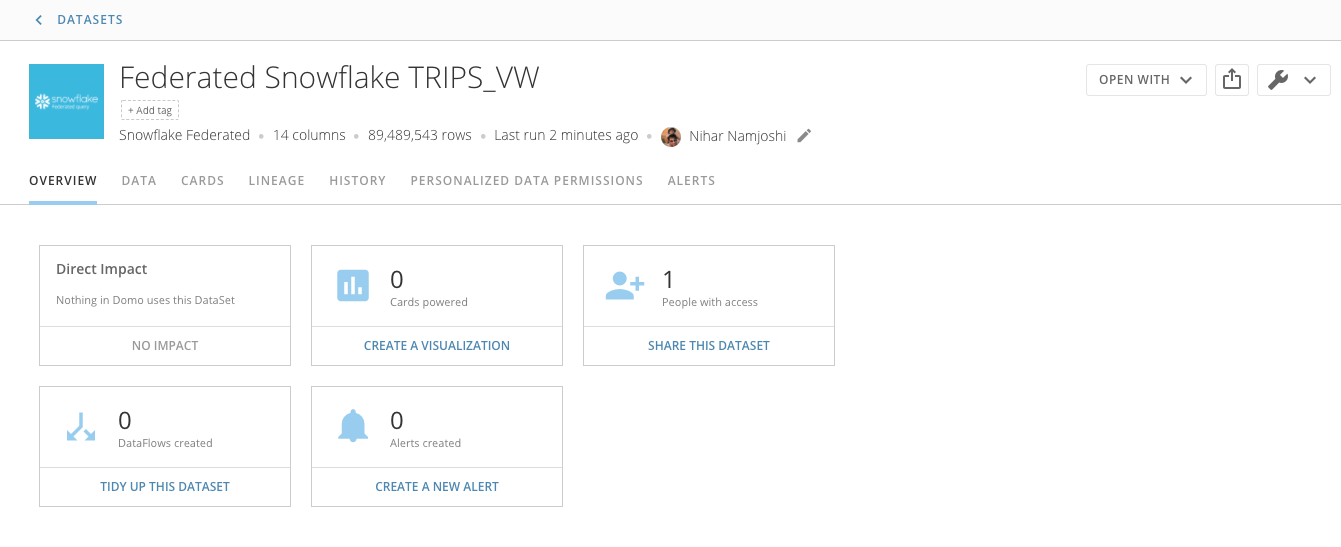 DATASETS
snowflake
federated query
Federated Snowflake TRIPS_VW
+ Add tag
Snowflake Federated • 14 columns • 89,489,543 rows • Last run 2 minutes ago • Nihar Namjoshi
OPEN WITH
OVERVIEW DATA CARDS LINEAGE HISTORY PERSONALIZED DATA PERMISSIONS ALERTS
Direct Impact
Nothing in Domo uses this DataSet
NO IMPACT
0
Cards powered
CREATE A VISUALIZATION
1
People with access
SHARE THIS DATASET
0
DataFlows created
TIDY UP THIS DATASET
0
Alerts created
CREATE A NEW ALERT